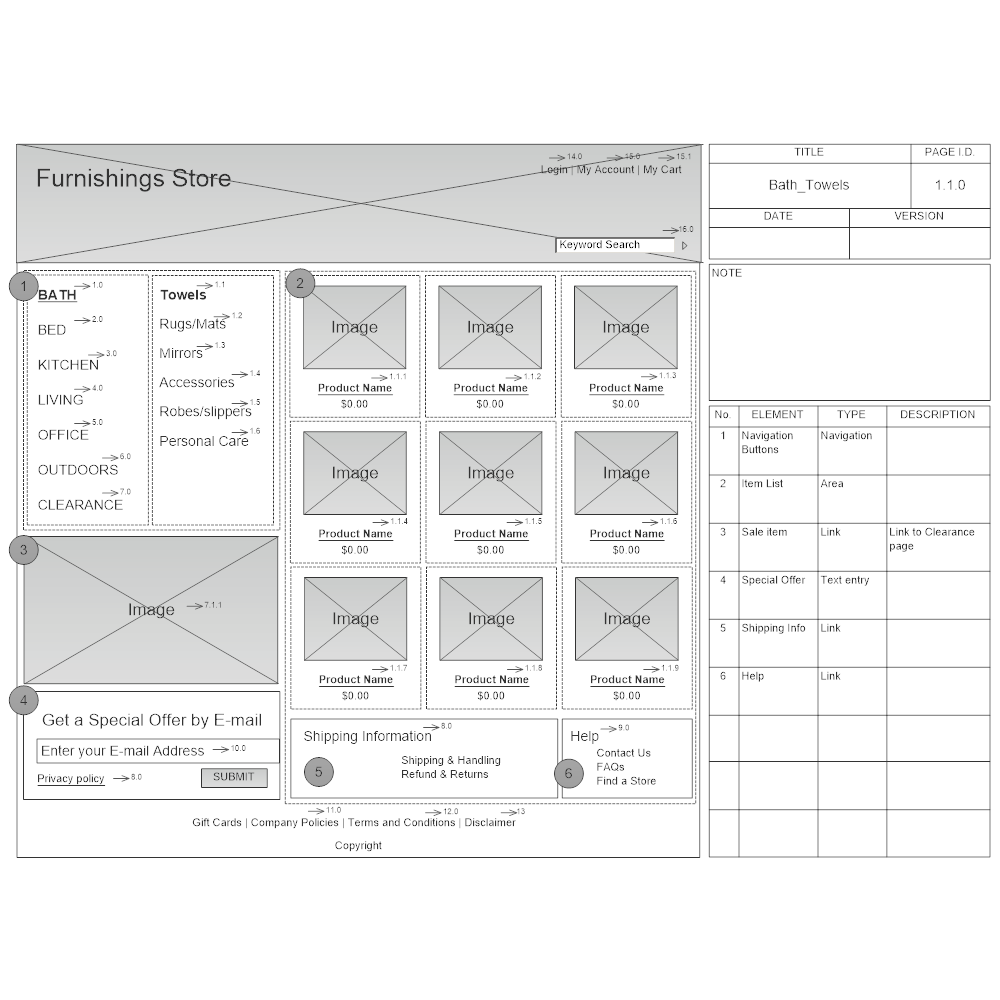 Furnishings Store
14.0 15.0 15.1
Login | My Account | My Cart
16.0
Keyword Search
1
BATH 1.0
BED 2.0
KITCHEN 3.0
LIVING 4.0
OFFICE 5.0
OUTDOORS 6.0
CLEARANCE 7.0
Towels 1.1
Rugs/Mats 1.2
Mirrors 1.3
Accessories 1.4
Robes/slippers 1.5
Personal Care 1.6
2
Image Image Image
1.1.1 1.1.2 1.1.3
Product Name Product Name Product Name
$0.00 $0.00 $0.00
Image Image Image
1.1.4 1.1.5 1.1.6
Product Name Product Name Product Name
$0.00 $0.00 $0.00
Image Image Image
1.1.7 1.1.8 1.1.9
Product Name Product Name Product Name
$0.00 $0.00 $0.00
3
Image 7.1.1
4
Get a Special Offer by E-mail
Enter your E-mail Address 10.0
Privacy policy 8.0 SUBMIT
Shipping Information 8.0
5
Shipping & Handling
Refund & Returns
Help 9.0
6
Contact Us
FAQs
Find a Store
11.0 12.0 13
Gift Cards | Company Policies | Terms and Conditions | Disclaimer
Copyright
TITLE PAGE I.D.
Bath_Towels 1.1.0
DATE VERSION
NOTE
No. ELEMENT TYPE DESCRIPTION
1 Navigation Navigation
Buttons
2 Item List Area
3 Sale item Link Link to Clearance
page
4 Special Offer Text entry
5 Shipping Info Link
6 Help Link